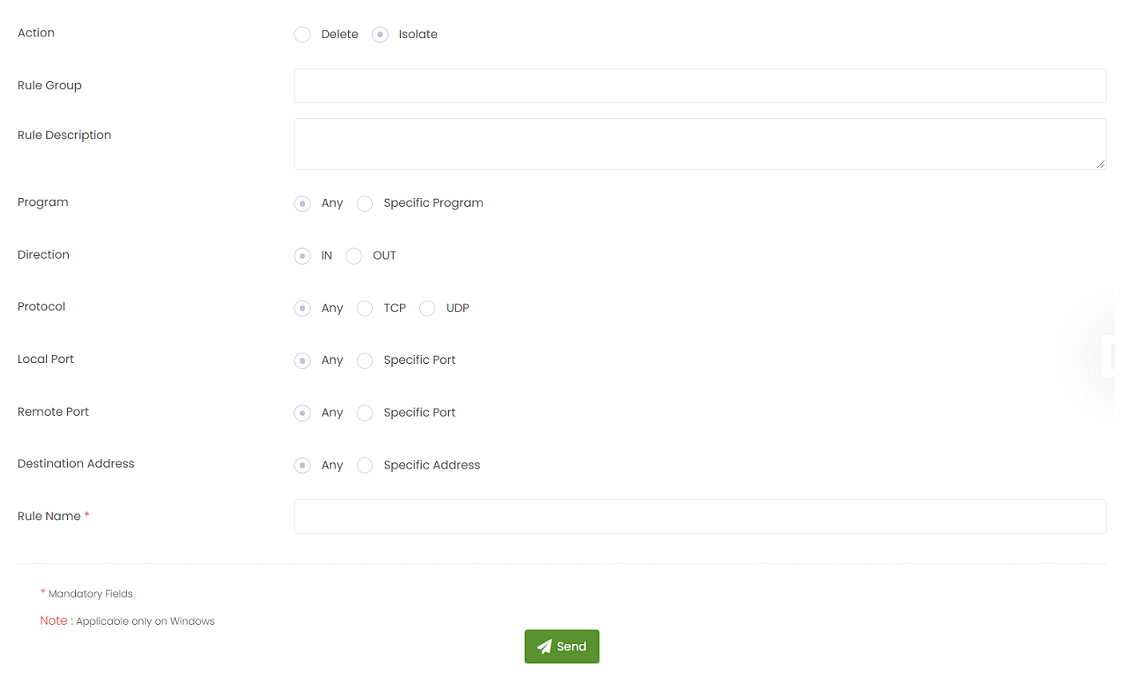 Action Delete Isolate
Rule Group
Rule Description
Program Any Specific Program
Direction IN OUT
Protocol Any TCP UDP
Local Port Any Specific Port
Remote Port Any Specific Port
Destination Address Any Specific Address
Rule Name *
* Mandatory Fields
Note : Applicable only on Windows
Send